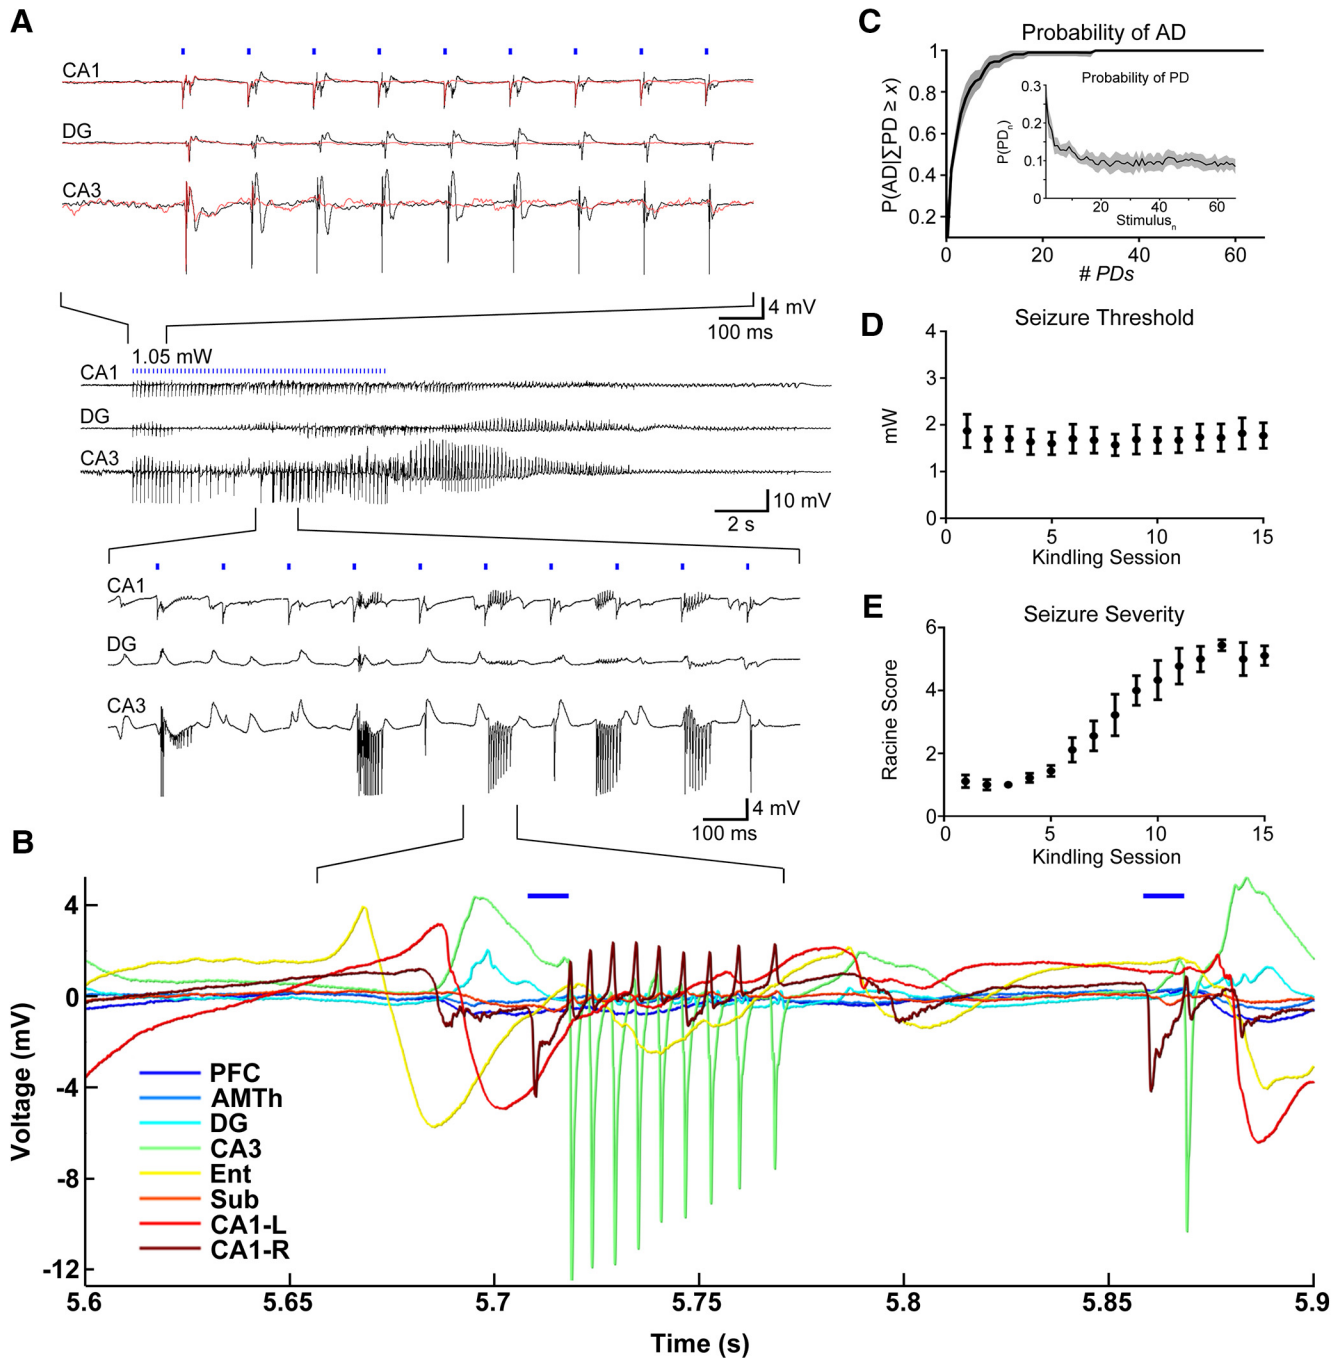 A
CA1
DG
CA3
4 mV
100 ms
1.05 mW
CA1
DG
CA3
10 mV
2 s
CA1
DG
CA3
4 mV
100 ms
B
4
0
-4
-8
-12
Voltage (mV)
PFC
AMTh
DG
CA3
Ent
Sub
CA1-L
CA1-R
5.6
5.65
5.7
5.75
5.8
5.85
5.9
Time (s)
C
Probability of AD
1
0.8
0.6
0.4
0.2
P(AD|∑PD ≥ x)
0
20
40
60
# PDs
Probability of PD
0.3
0.2
0.1
0
P(PDn)
20
40
60
Stimulusn
D
Seizure Threshold
4
3
2
1
0
mW
0
5
10
15
Kindling Session
E
Seizure Severity
6
4
2
0
Racine Score
0
5
10
15
Kindling Session